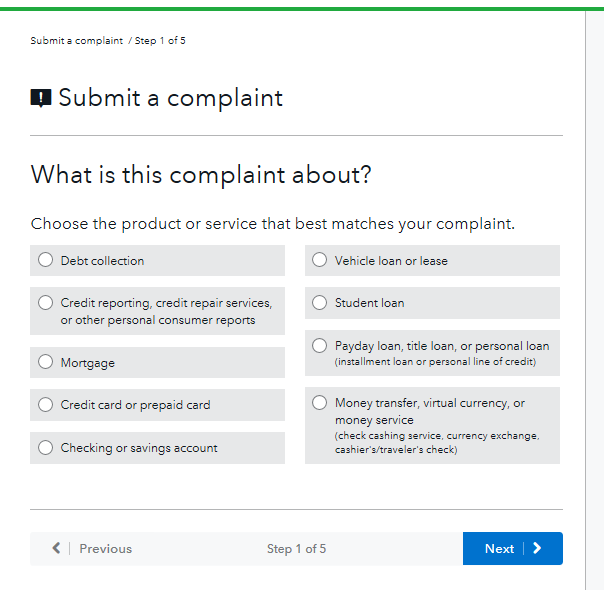 Submit a complaint / Step 1 of 5
! Submit a complaint
What is this complaint about?
Choose the product or service that best matches your complaint.
Debt collection
Credit reporting, credit repair services,
or other personal consumer reports
Mortgage
Credit card or prepaid card
Checking or savings account
Vehicle loan or lease
Student loan
Payday loan, title loan, or personal loan
(installment loan or personal line of credit)
Money transfer, virtual currency, or
money service
(check cashing service, currency exchange,
cashier's/traveler's check)
Previous
Step 1 of 5
Next